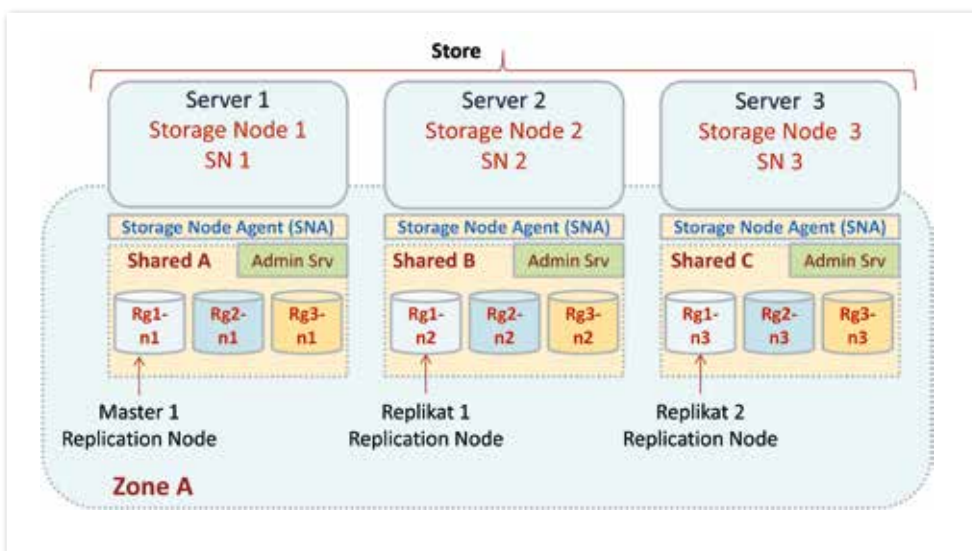 Store
Server 1
Storage Node 1
SN 1
Server 2
Storage Node 2
SN 2
Server 3
Storage Node 3
SN 3
Storage Node Agent (SNA)
Storage Node Agent (SNA)
Storage Node Agent (SNA)
Shared A
Admin Srv
Shared B
Admin Srv
Shared C
Admin Srv
Rg1-
n1
Rg2-
n1
Rg3-
n1
Rg1-
n2
Rg2-
n2
Rg3-
n2
Rg1-
n3
Rg2-
n3
Rg3-
n3
Master 1
Replication Node
Replikat 1
Replication Node
Replikat 2
Replication Node
Zone A